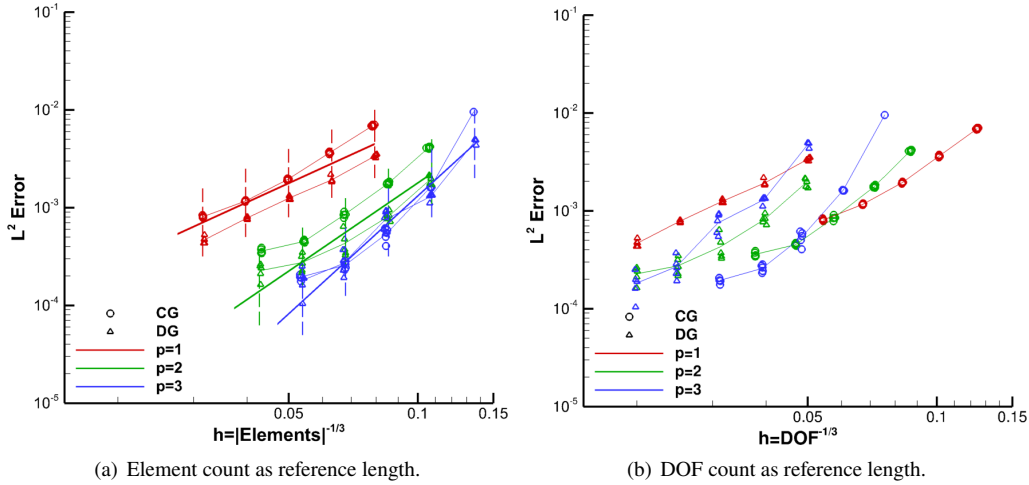 10^-1
10^-2
10^-3
10^-4
10^-5
L^2 Error
CG
DG
p=1
p=2
p=3
0.05
0.1
0.15
h=|Elements|^-1/3
(a) Element count as reference length.
10^-1
10^-2
10^-3
10^-4
10^-5
L^2 Error
CG
DG
p=1
p=2
p=3
0.05
0.1
0.15
h=DOF^-1/3
(b) DOF count as reference length.